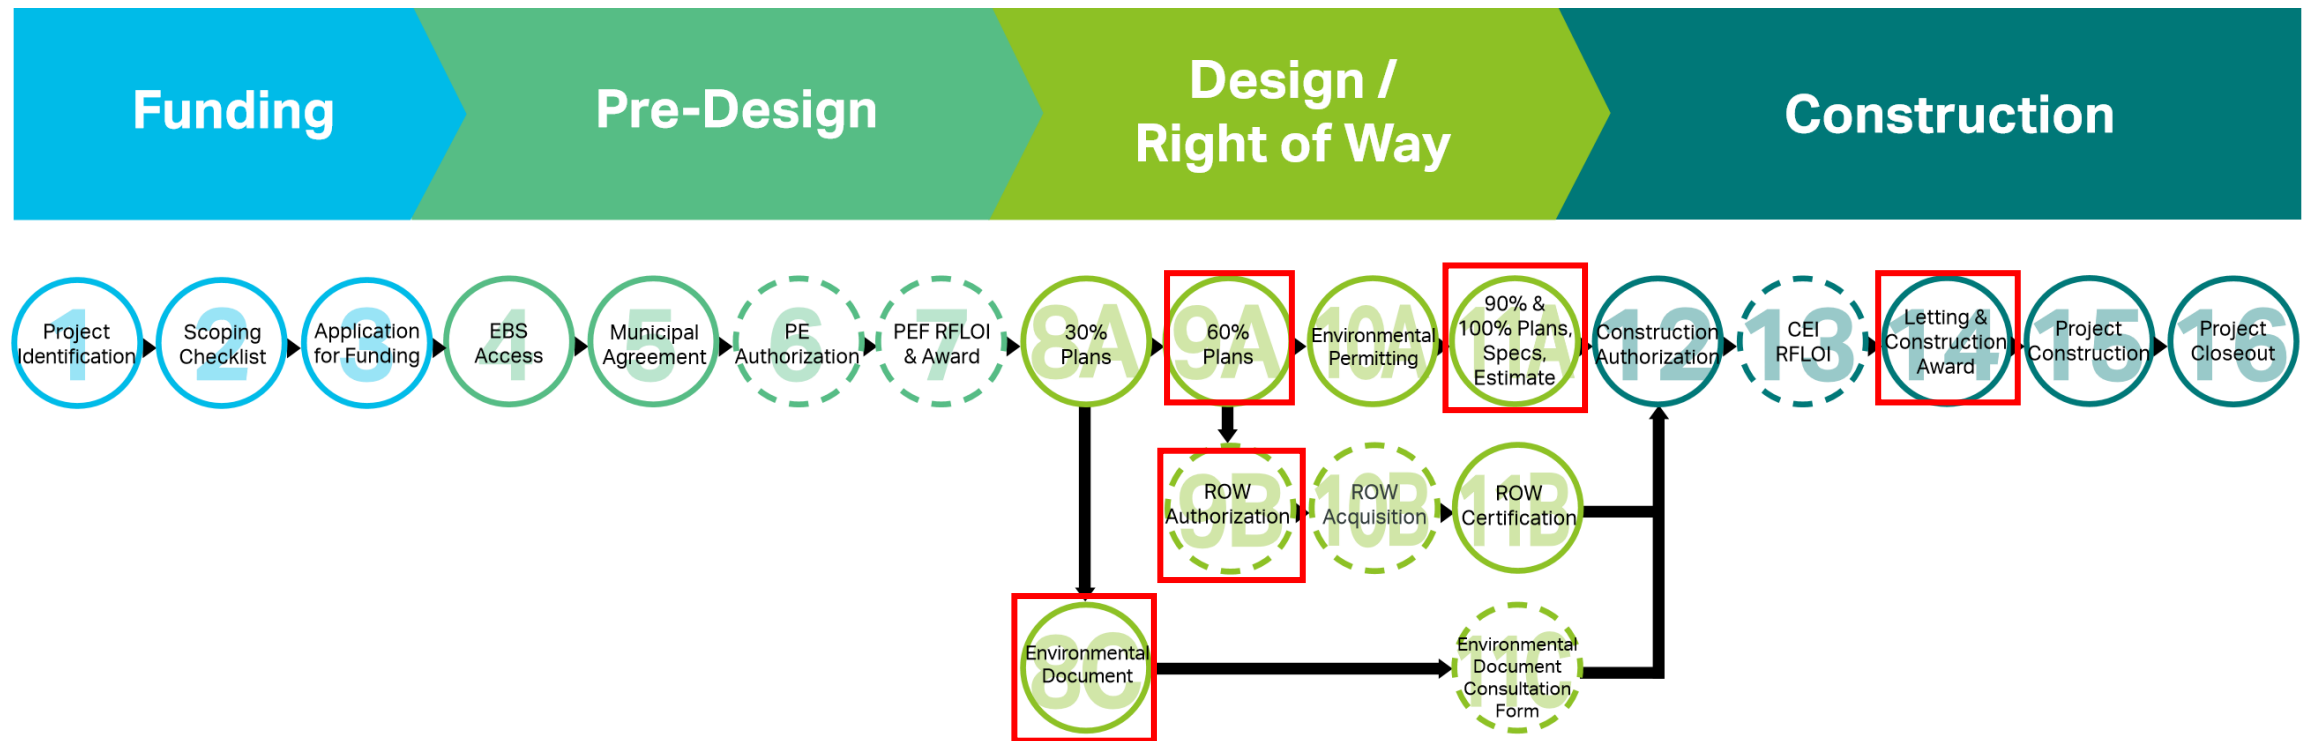 Funding
Pre-Design
Design /
Right of Way
Construction
1
Project
Identification
2
Scoping
Checklist
3
Application
for Funding
4
EBS
Access
5
Municipal
Agreement
6
PE
Authorization
7
PEF RFLOI
& Award
8A
30%
Plans
9A
60%
Plans
10A
Environmental
Permitting
11A
90% &
100% Plans,
Specs,
Estimate
12
Construction
Authorization
13
CEI
RFLOI
14
Letting &
Construction
Award
15
Project
Construction
16
Project
Closeout
9B
ROW
Authorization
10B
ROW
Acquisition
11B
ROW
Certification
8C
Environmental
Document
11C
Environmental
Document
Consultation
Form